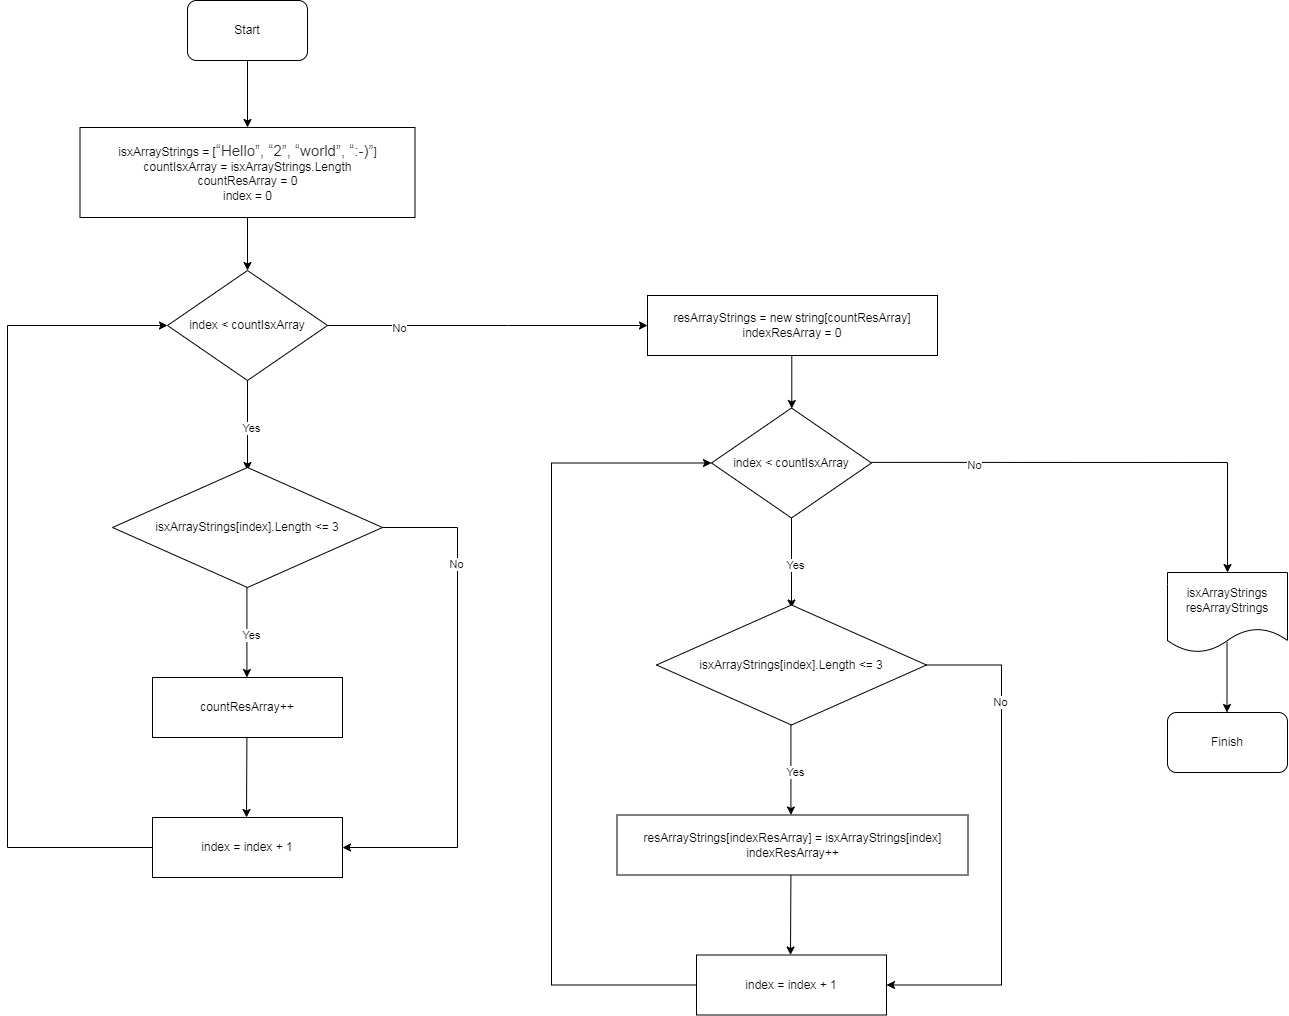 Start
isxArrayStrings = [“Hello”, “2”, “world”, “:-)”]
countIsxArray = isxArrayStrings.Length
countResArray = 0
index = 0
index < countIsxArray
No
Yes
isxArrayStrings[index].Length <= 3
No
Yes
countResArray++
index = index + 1
resArrayStrings = new string[countResArray]
indexResArray = 0
index < countIsxArray
No
Yes
isxArrayStrings[index].Length <= 3
No
Yes
resArrayStrings[indexResArray] = isxArrayStrings[index]
indexResArray++
index = index + 1
isxArrayStrings
resArrayStrings
Finish